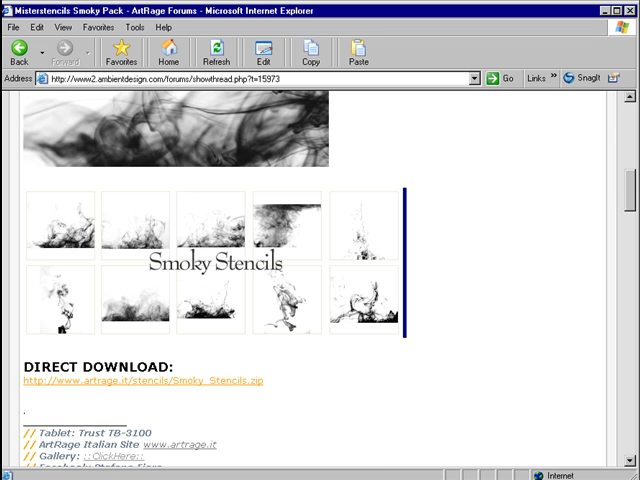 Misterstencils Smoky Pack - ArtRage Forums - Microsoft Internet Explorer
File Edit View Favorites Tools Help
Back Forward Favorites Home Refresh Edit Copy Paste
Address http://www2.ambientdesign.com/forums/showthread.php?t=15973 Go Links » SnagIt
Smoky Stencils
DIRECT DOWNLOAD:
http://www.artrage.it/stencils/Smoky_Stencils.zip
.
// Tablet: Trust TB-3100
// ArtRage Italian Site www.artrage.it
// Gallery: ::ClickHere::
// Facebook Stefano Fiore
Internet